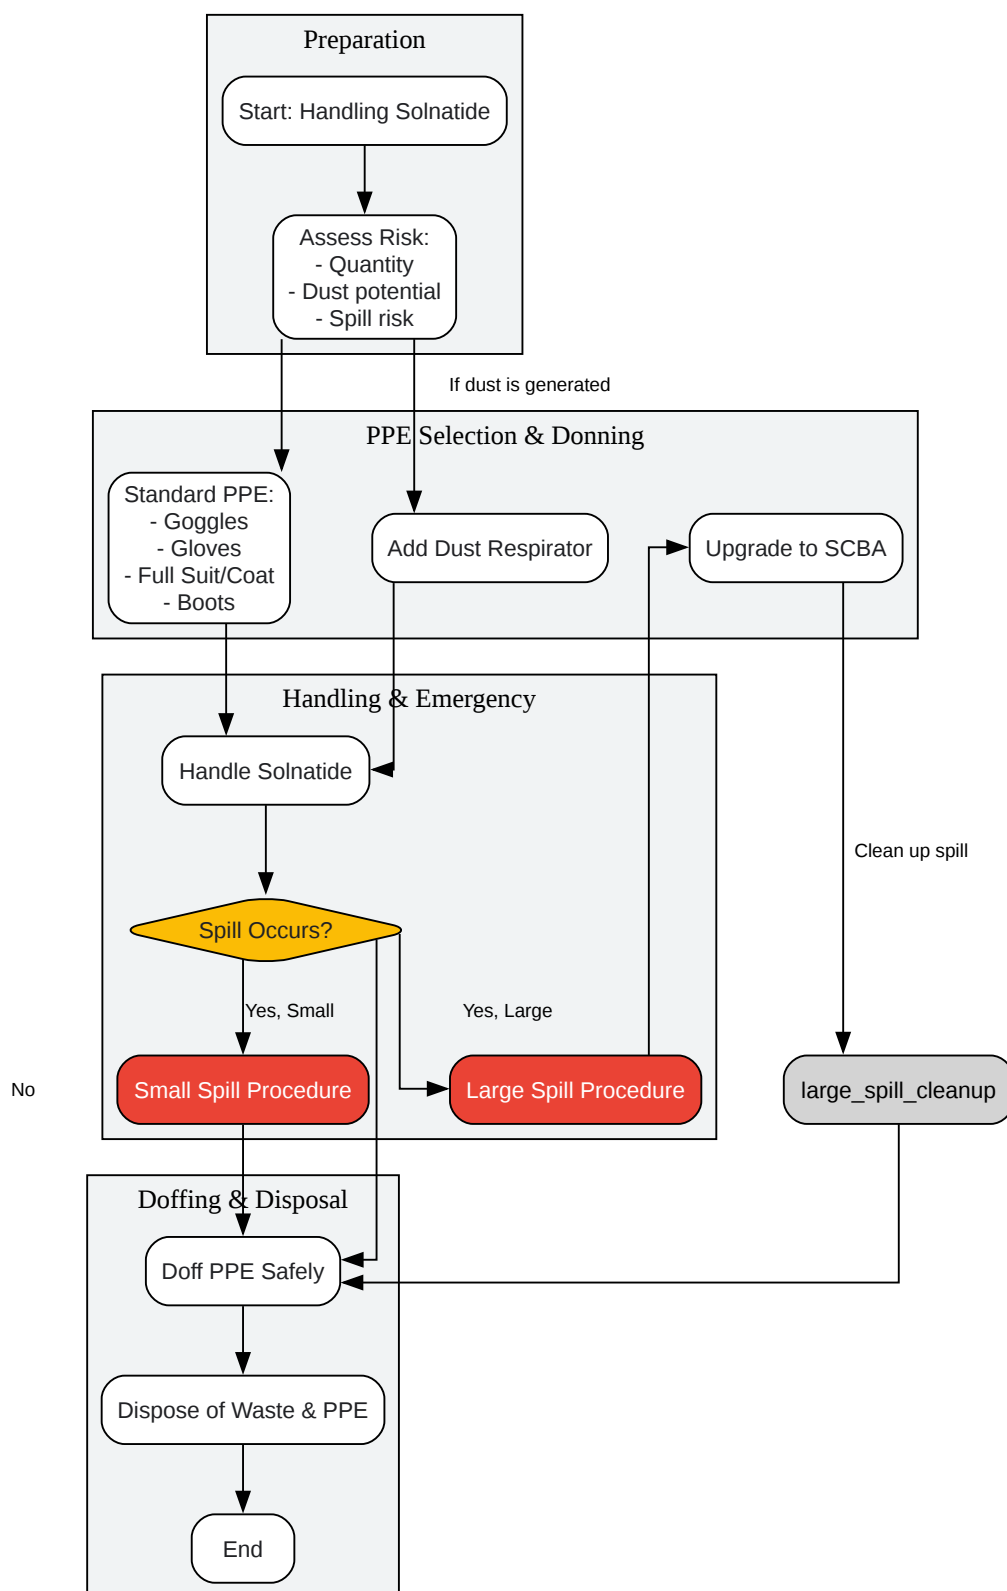 Preparation
Start: Handling Solnatide
Assess Risk:
- Quantity
- Dust potential
- Spill risk
If dust is generated
PPE Selection & Donning
Standard PPE:
- Goggles
- Gloves
- Full Suit/Coat
- Boots
Add Dust Respirator
Upgrade to SCBA
Handling & Emergency
Handle Solnatide
Clean up spill
Spill Occurs?
Yes, Small
Yes, Large
No
Small Spill Procedure
Large Spill Procedure
large_spill_cleanup
Doffing & Disposal
Doff PPE Safely
Dispose of Waste & PPE
End